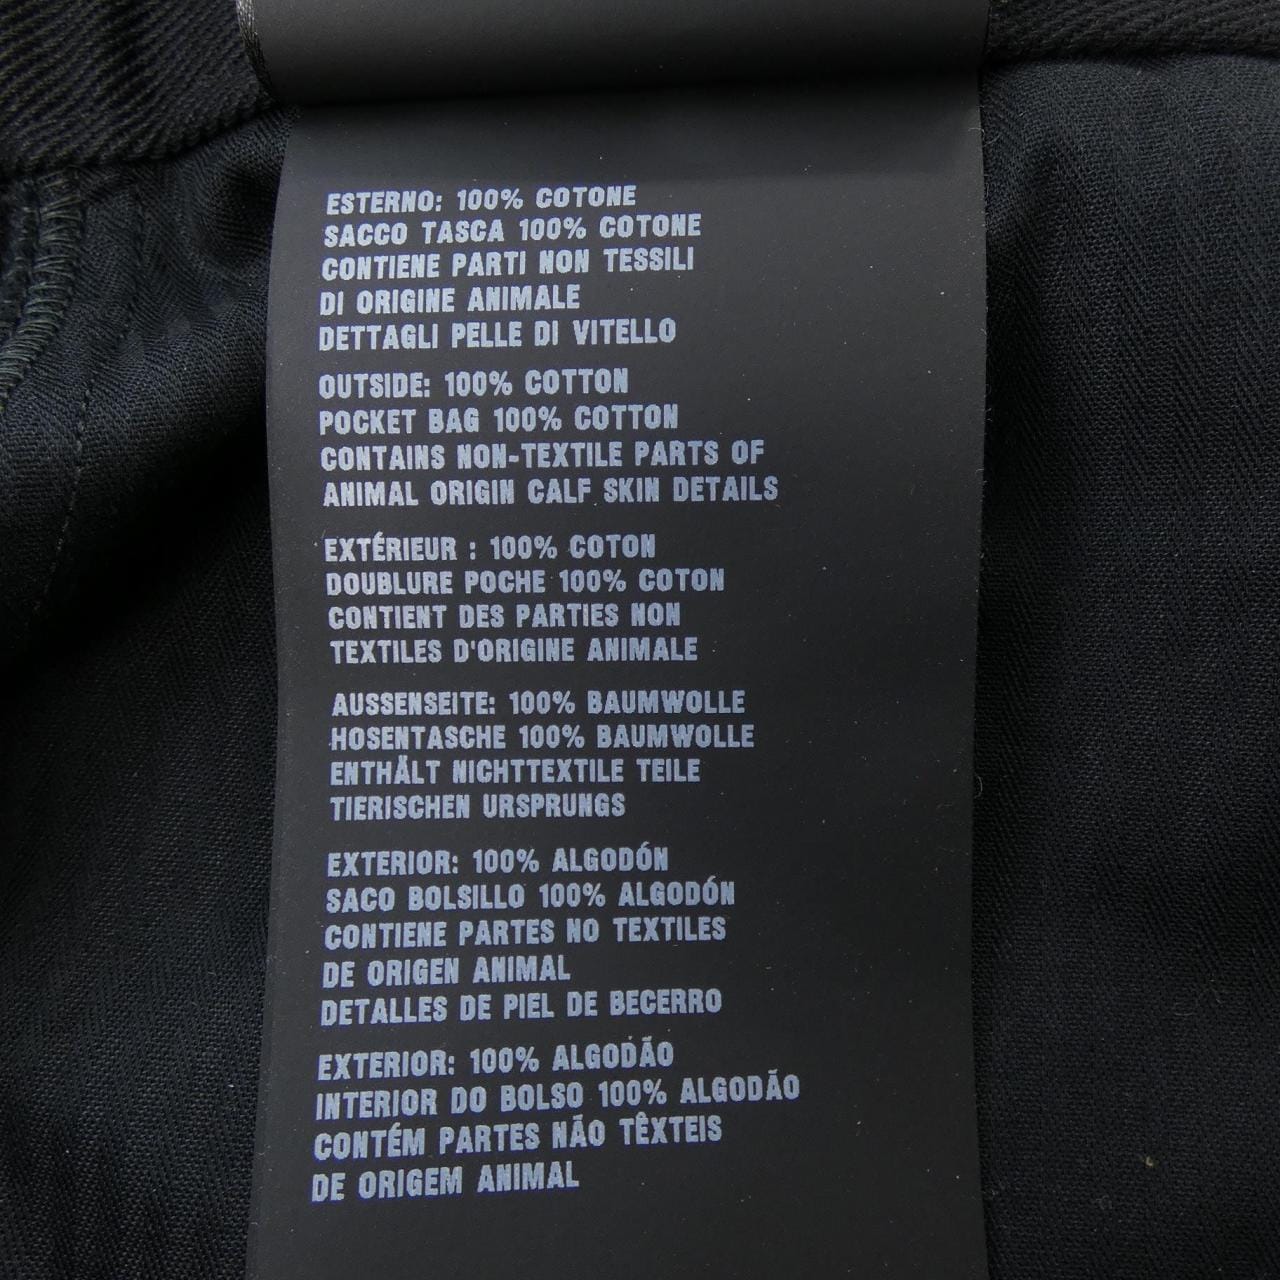 ESTERNO: 100% COTONE
SACCO TASCA 100% COTONE
CONTIENE PARTI NON TESSILI
DI ORIGINE ANIMALE
DETTAGLI PELLE DI VITELLO
OUTSIDE: 100% COTTON
POCKET BAG 100% COTTON
CONTAINS NON-TEXTILE PARTS OF
ANIMAL ORIGIN CALF SKIN DETAILS
EXTÉRIEUR : 100% COTON
DOUBLURE POCHE 100% COTON
CONTIENT DES PARTIES NON
TEXTILES D'ORIGINE ANIMALE
AUSSENSEITE: 100% BAUMWOLLE
HOSENTASCHE 100% BAUMWOLLE
ENTHÄLT NICHTTEXTILE TEILE
TIERISCHEN URSPRUNGS
EXTERIOR: 100% ALGODÓN
SACO BOLSILLO 100% ALGODÓN
CONTIENE PARTES NO TEXTILES
DE ORIGEN ANIMAL
DETALLES DE PIEL DE BECERRO
EXTERIOR: 100% ALGODÃO
INTERIOR DO BOLSO 100% ALGODÃO
CONTÉM PARTES NÃO TÊXTEIS
DE ORIGEM ANIMAL